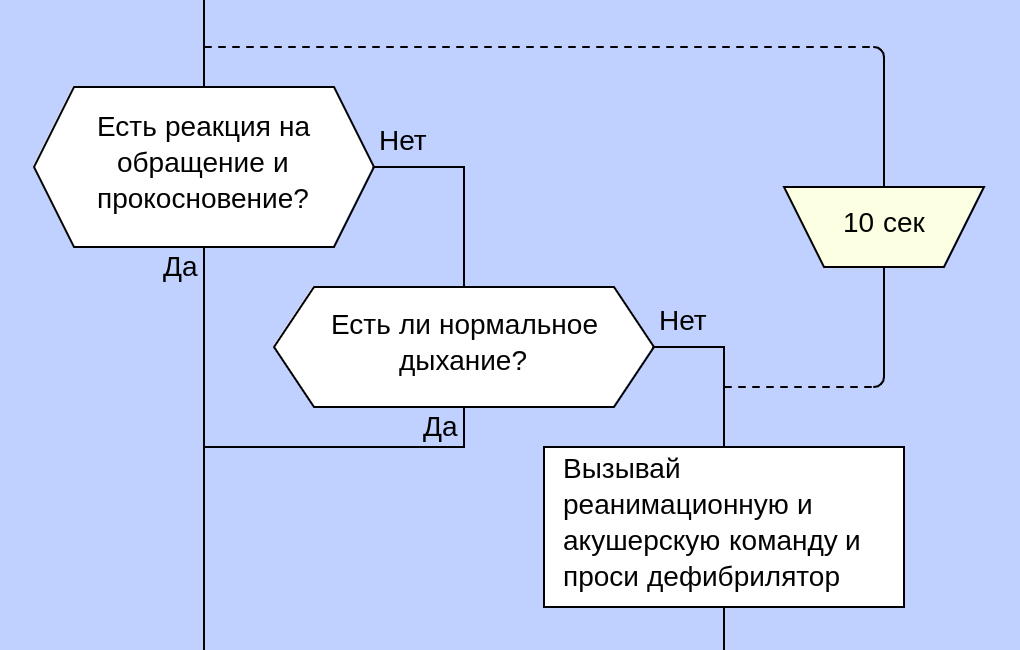 Есть реакция на
обращение и
прокосновение?
Нет
Да
10 сек
Есть ли нормальное
дыхание?
Нет
Да
Вызывай
реанимационную и
акушерскую команду и
проси дефибрилятор